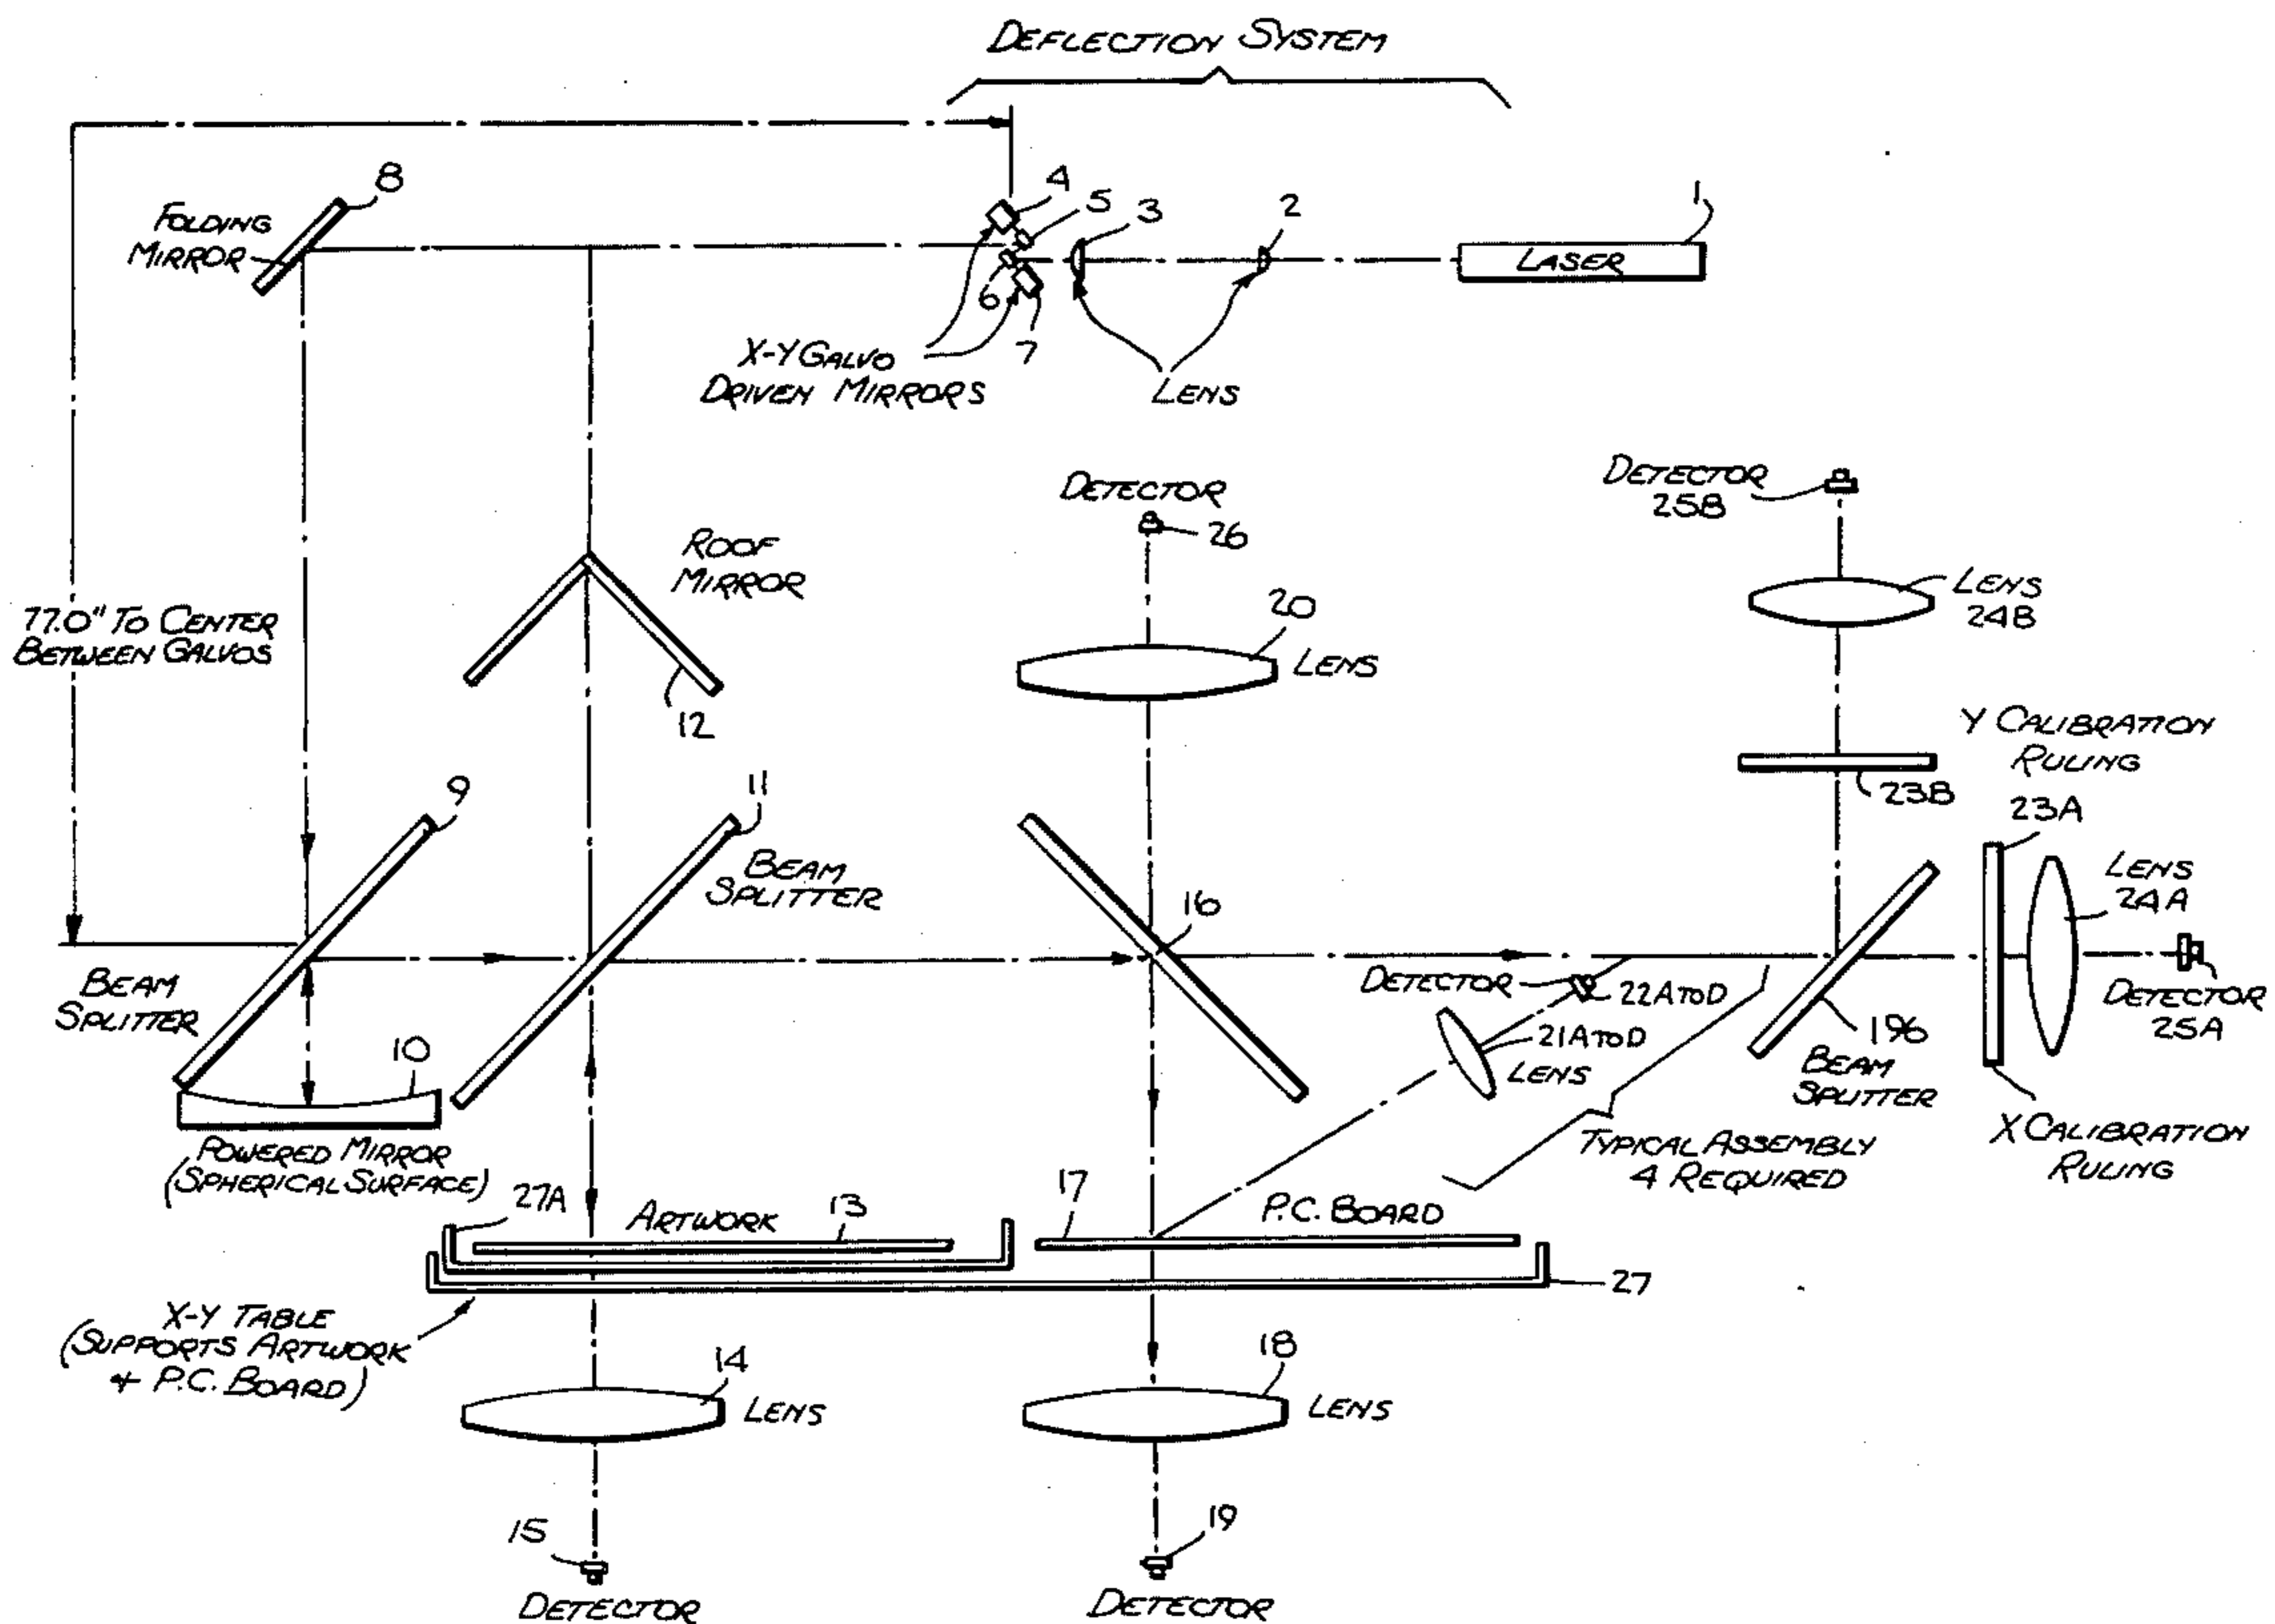 DEFLECTION SYSTEM
8
FOLDING
MIRROR
4
5
3
2
1
LASER
6
7
X-Y GALVO
DRIVEN MIRRORS
LENS
DETECTOR
26
DETECTOR
25B
ROOF
MIRROR
12
20
LENS
LENS
24B
77.0" TO CENTER
BETWEEN GALVOS
Y CALIBRATION
RULING
23B
23A
9
11
BEAM
SPLITTER
16
LENS
24A
BEAM
SPLITTER
DETECTOR
22A TO D
21A TO D
LENS
DETECTOR
25A
196
BEAM
SPLITTER
10
POWERED MIRROR
(SPHERICAL SURFACE)
X CALIBRATION
RULING
TYPICAL ASSEMBLY
4 REQUIRED
27A
ARTWORK
13
17
P.C. BOARD
27
X-Y TABLE
(SUPPORTS ARTWORK
+ P.C. BOARD)
14
LENS
18
LENS
15
DETECTOR
19
DETECTOR